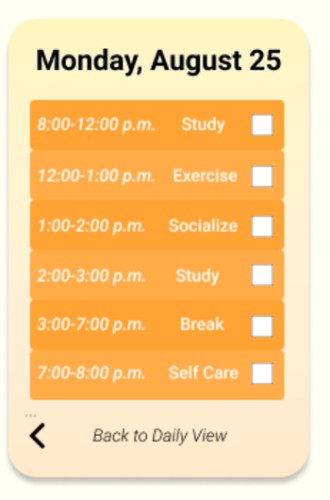 Monday, August 25
8:00-12:00 p.m. Study
12:00-1:00 p.m. Exercise
1:00-2:00 p.m. Socialize
2:00-3:00 p.m. Study
3:00-7:00 p.m. Break
7:00-8:00 p.m. Self Care
...
Back to Daily View